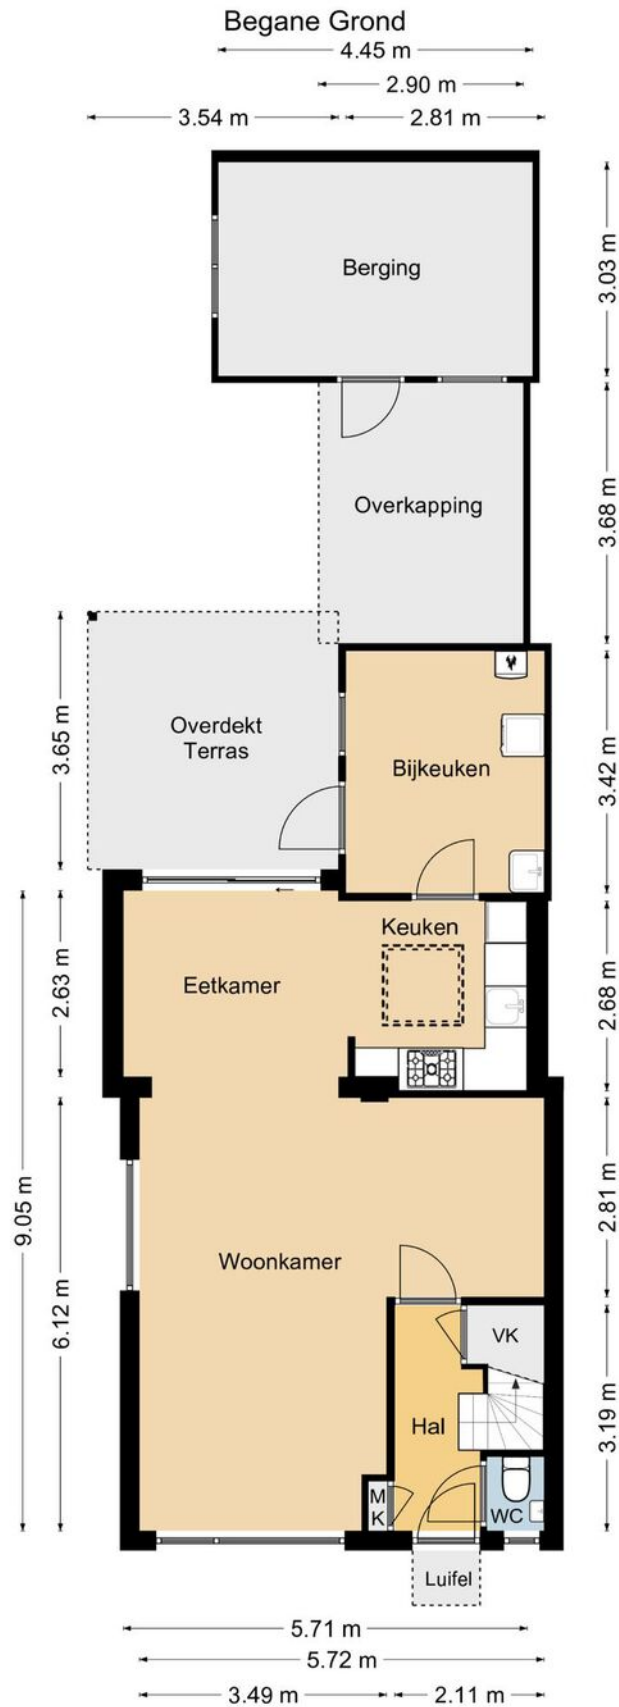 Begane Grond
4.45 m
2.90 m
3.54 m
2.81 m
Berging
3.03 m
Overkapping
3.68 m
Overdekt
Terras
3.65 m
Bijkeuken
3.42 m
Keuken
Eetkamer
2.63 m
2.68 m
9.05 m
2.81 m
Woonkamer
6.12 m
VK
Hal
3.19 m
M
K
WC
Luifel
5.71 m
5.72 m
3.49 m
2.11 m